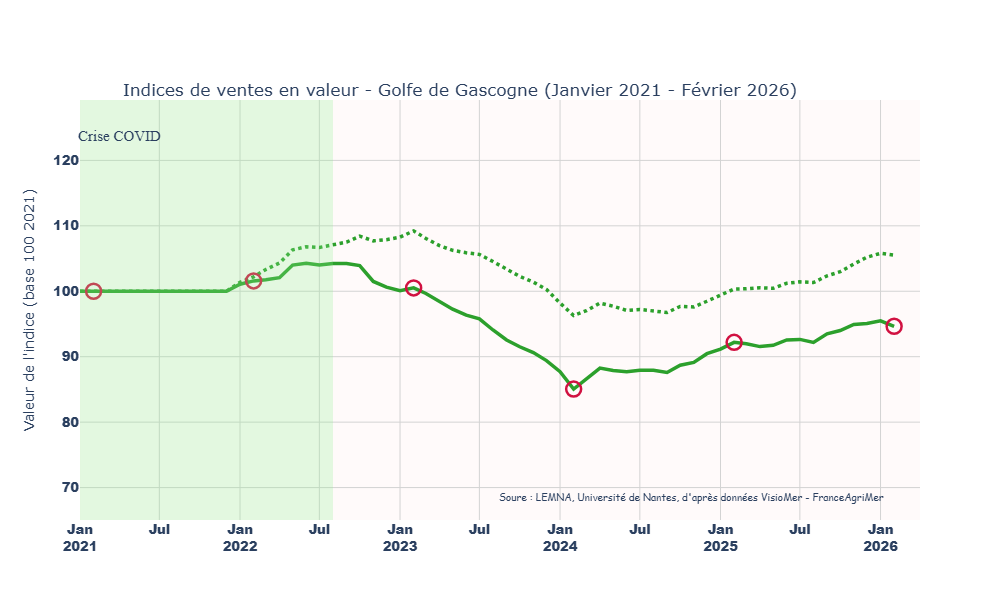 Indices de ventes en valeur - Golfe de Gascogne (Janvier 2021 - Février 2026)
Crise COVID
Valeur de l'indice (base 100 2021)
120
110
100
90
80
70
Soure : LEMNA, Université de Nantes, d'après données VisioMer - FranceAgriMer
Jan Jul Jan Jul Jan Jul Jan Jul Jan Jul Jan
2021 2022 2023 2024 2025 2026